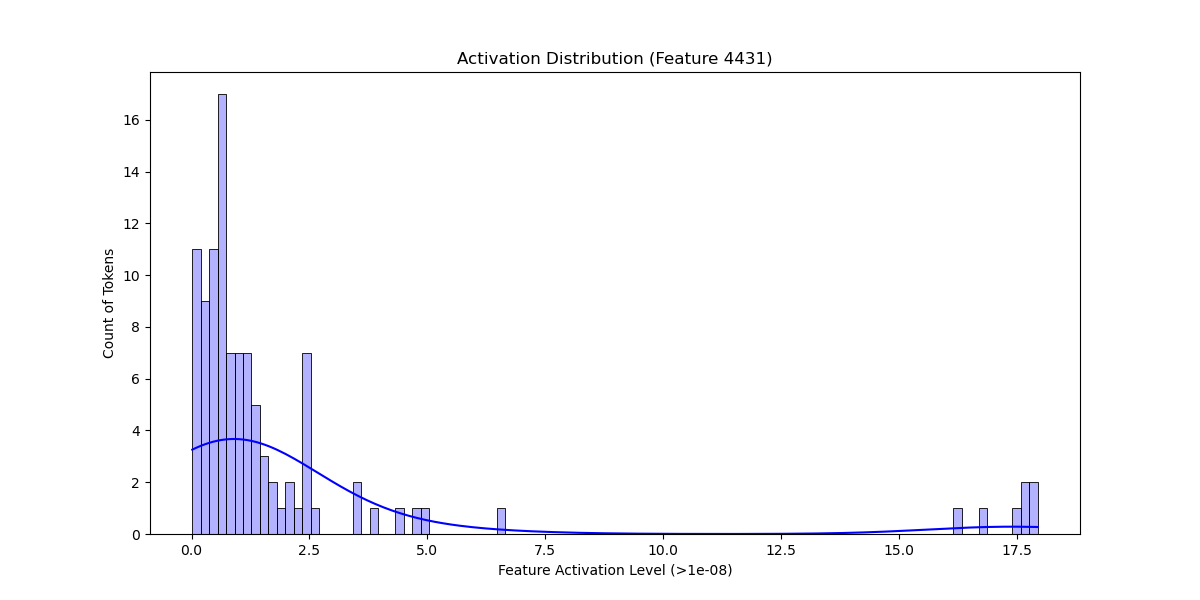 Activation Distribution (Feature 4431)
16
14
12
10
8
6
4
2
0
Count of Tokens
0.0 2.5 5.0 7.5 10.0 12.5 15.0 17.5
Feature Activation Level (>1e-08)